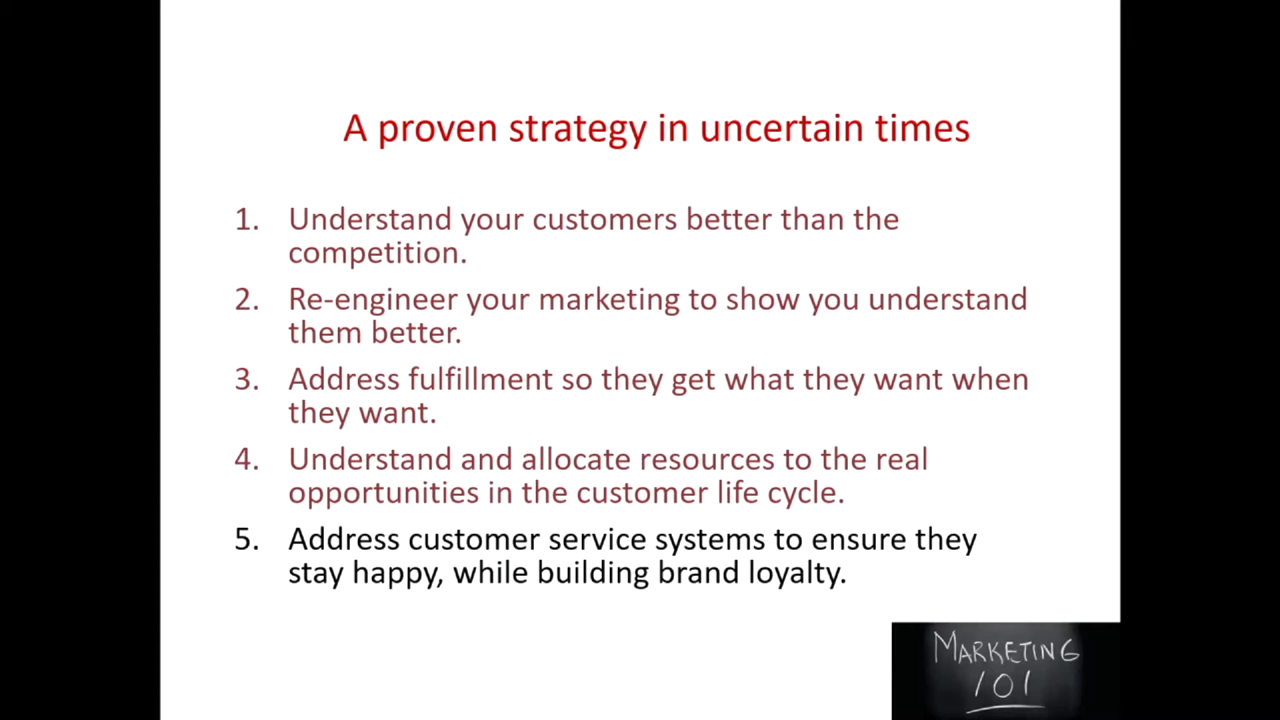 A proven strategy in uncertain times
1. Understand your customers better than the
competition.
2. Re-engineer your marketing to show you understand
them better.
3. Address fulfillment so they get what they want when
they want.
4. Understand and allocate resources to the real
opportunities in the customer life cycle.
5. Address customer service systems to ensure they
stay happy, while building brand loyalty.
MARKETING
101